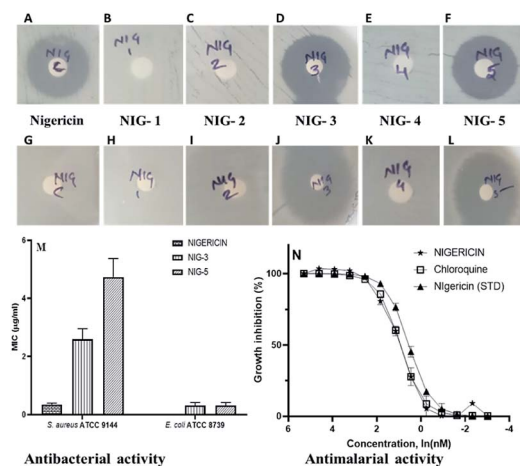 A B C D E F
NIG C
NIG 1
NIG 2
NIG 3
NIG 4
NIG 5
Nigericin NIG- 1 NIG- 2 NIG- 3 NIG- 4 NIG- 5
G H I J K L
NIG C
NIG 1
NIG 2
NIG 3
NIG 4
NIG 5
M
NIGERICIN
NIG-3
NIG-5
MIC (µg/ml)
6
4
2
0
S. aureus ATCC 9144 E. coli ATCC 8739
Antibacterial activity
N
NIGERICIN
Chloroquine
NIgericin (STD)
Growth inhibition (%)
100
50
0
6 4 2 0 -2 -4
Concentration, ln(nM)
Antimalarial activity